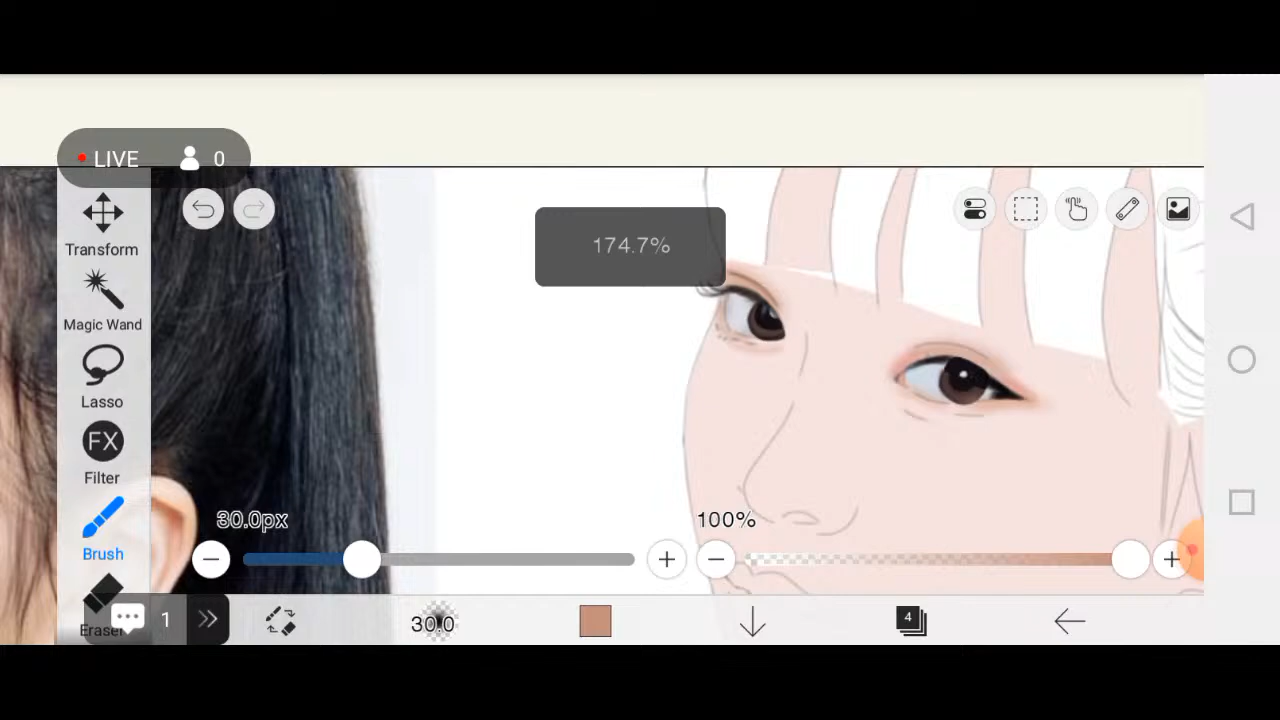 LIVE 0
Transform
174.7%
Magic Wand
Lasso
FX
Filter
30.0px
100%
Brush
Eraser
1
30.0
4